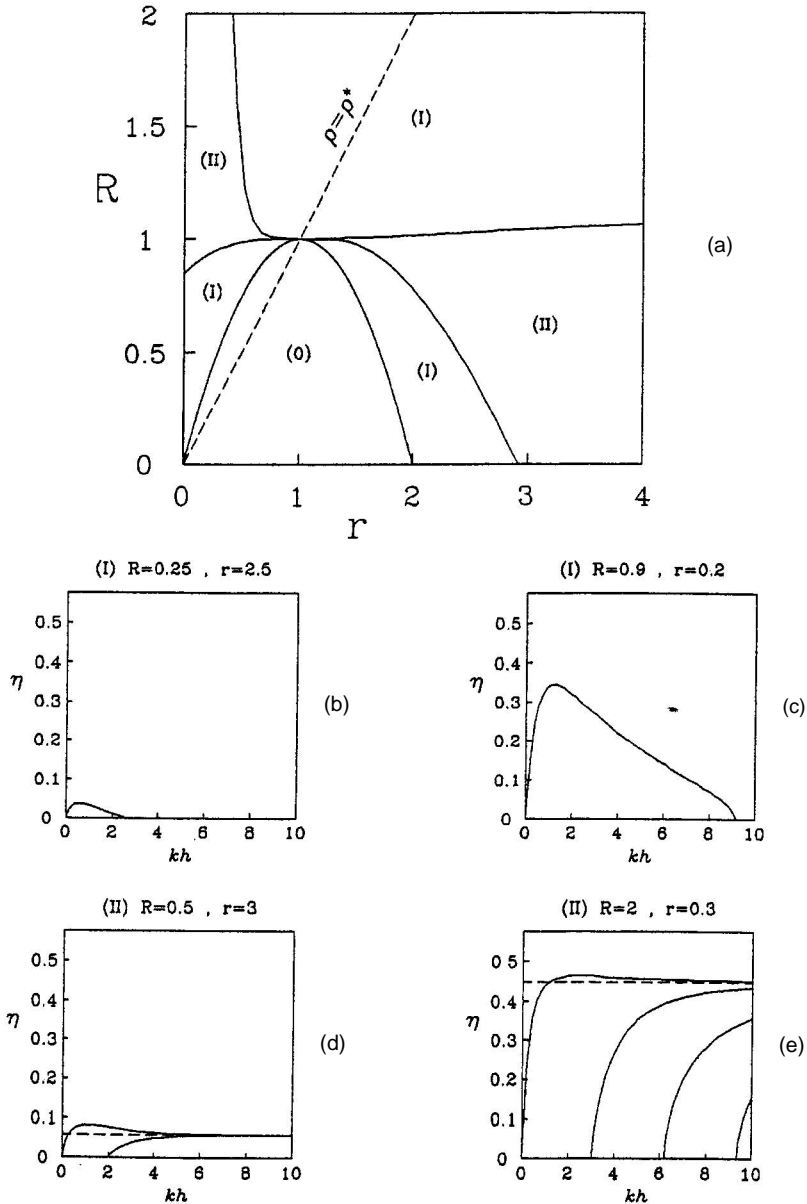 2
1.5
1
0.5
0
R
0 1 2 3 4
r
(II)
ρ=ρ*
(I)
(I)
(0)
(I)
(II)
(a)
(I) R=0.25 , r=2.5
0.5
0.4
0.3
0.2
0.1
0
η
0 2 4 6 8 10
kh
(b)
(I) R=0.9 , r=0.2
0.5
0.4
0.3
0.2
0.1
0
η
0 2 4 6 8 10
kh
(c)
(II) R=0.5 , r=3
0.5
0.4
0.3
0.2
0.1
0
η
0 2 4 6 8 10
kh
(d)
(II) R=2 , r=0.3
0 5
0.4
0.3
0.2
0.1
0
η
0 2 4 6 8 10
kh
(e)